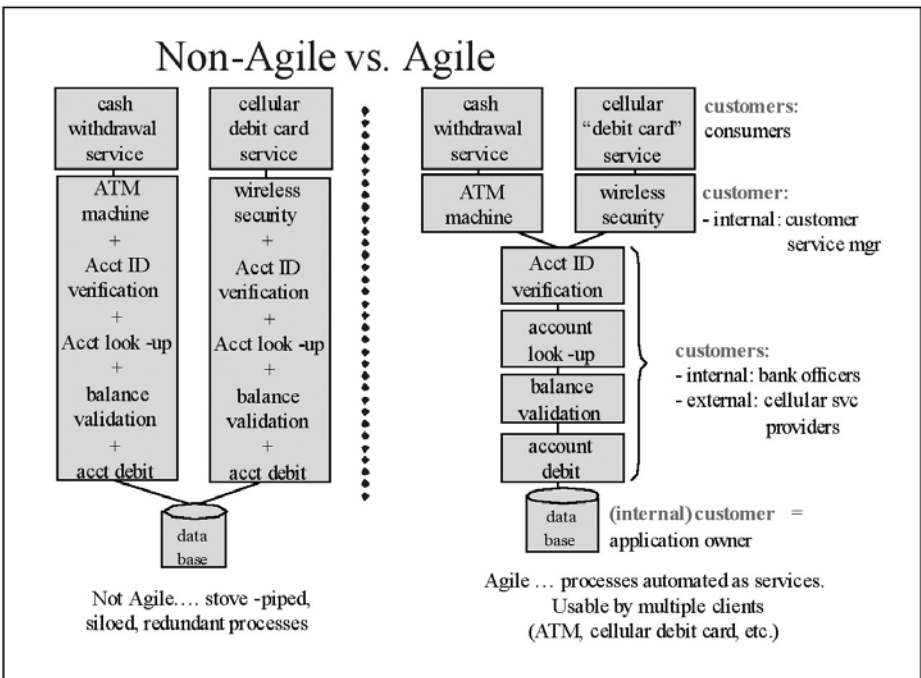 Non-Agile vs. Agile
cash
withdrawal
service
cellular
debit card
service
ATM
machine
+
Acct ID
verification
+
Acct look -up
+
balance
validation
+
acct debit
wireless
security
+
Acct ID
verification
+
Acct look -up
+
balance
validation
+
acct debit
data
base
Not Agile.... stove -piped,
siloed, redundant processes
cash
withdrawal
service
cellular
“debit card”
service
customers:
consumers
ATM
machine
wireless
security
customer:
- internal: customer
service mgr
Acct ID
verification
account
look -up
balance
validation
account
debit
customers:
- internal: bank officers
- external: cellular svc
providers
data
base
(internal) customer =
application owner
Agile … processes automated as services.
Usable by multiple clients
(ATM, cellular debit card, etc.)